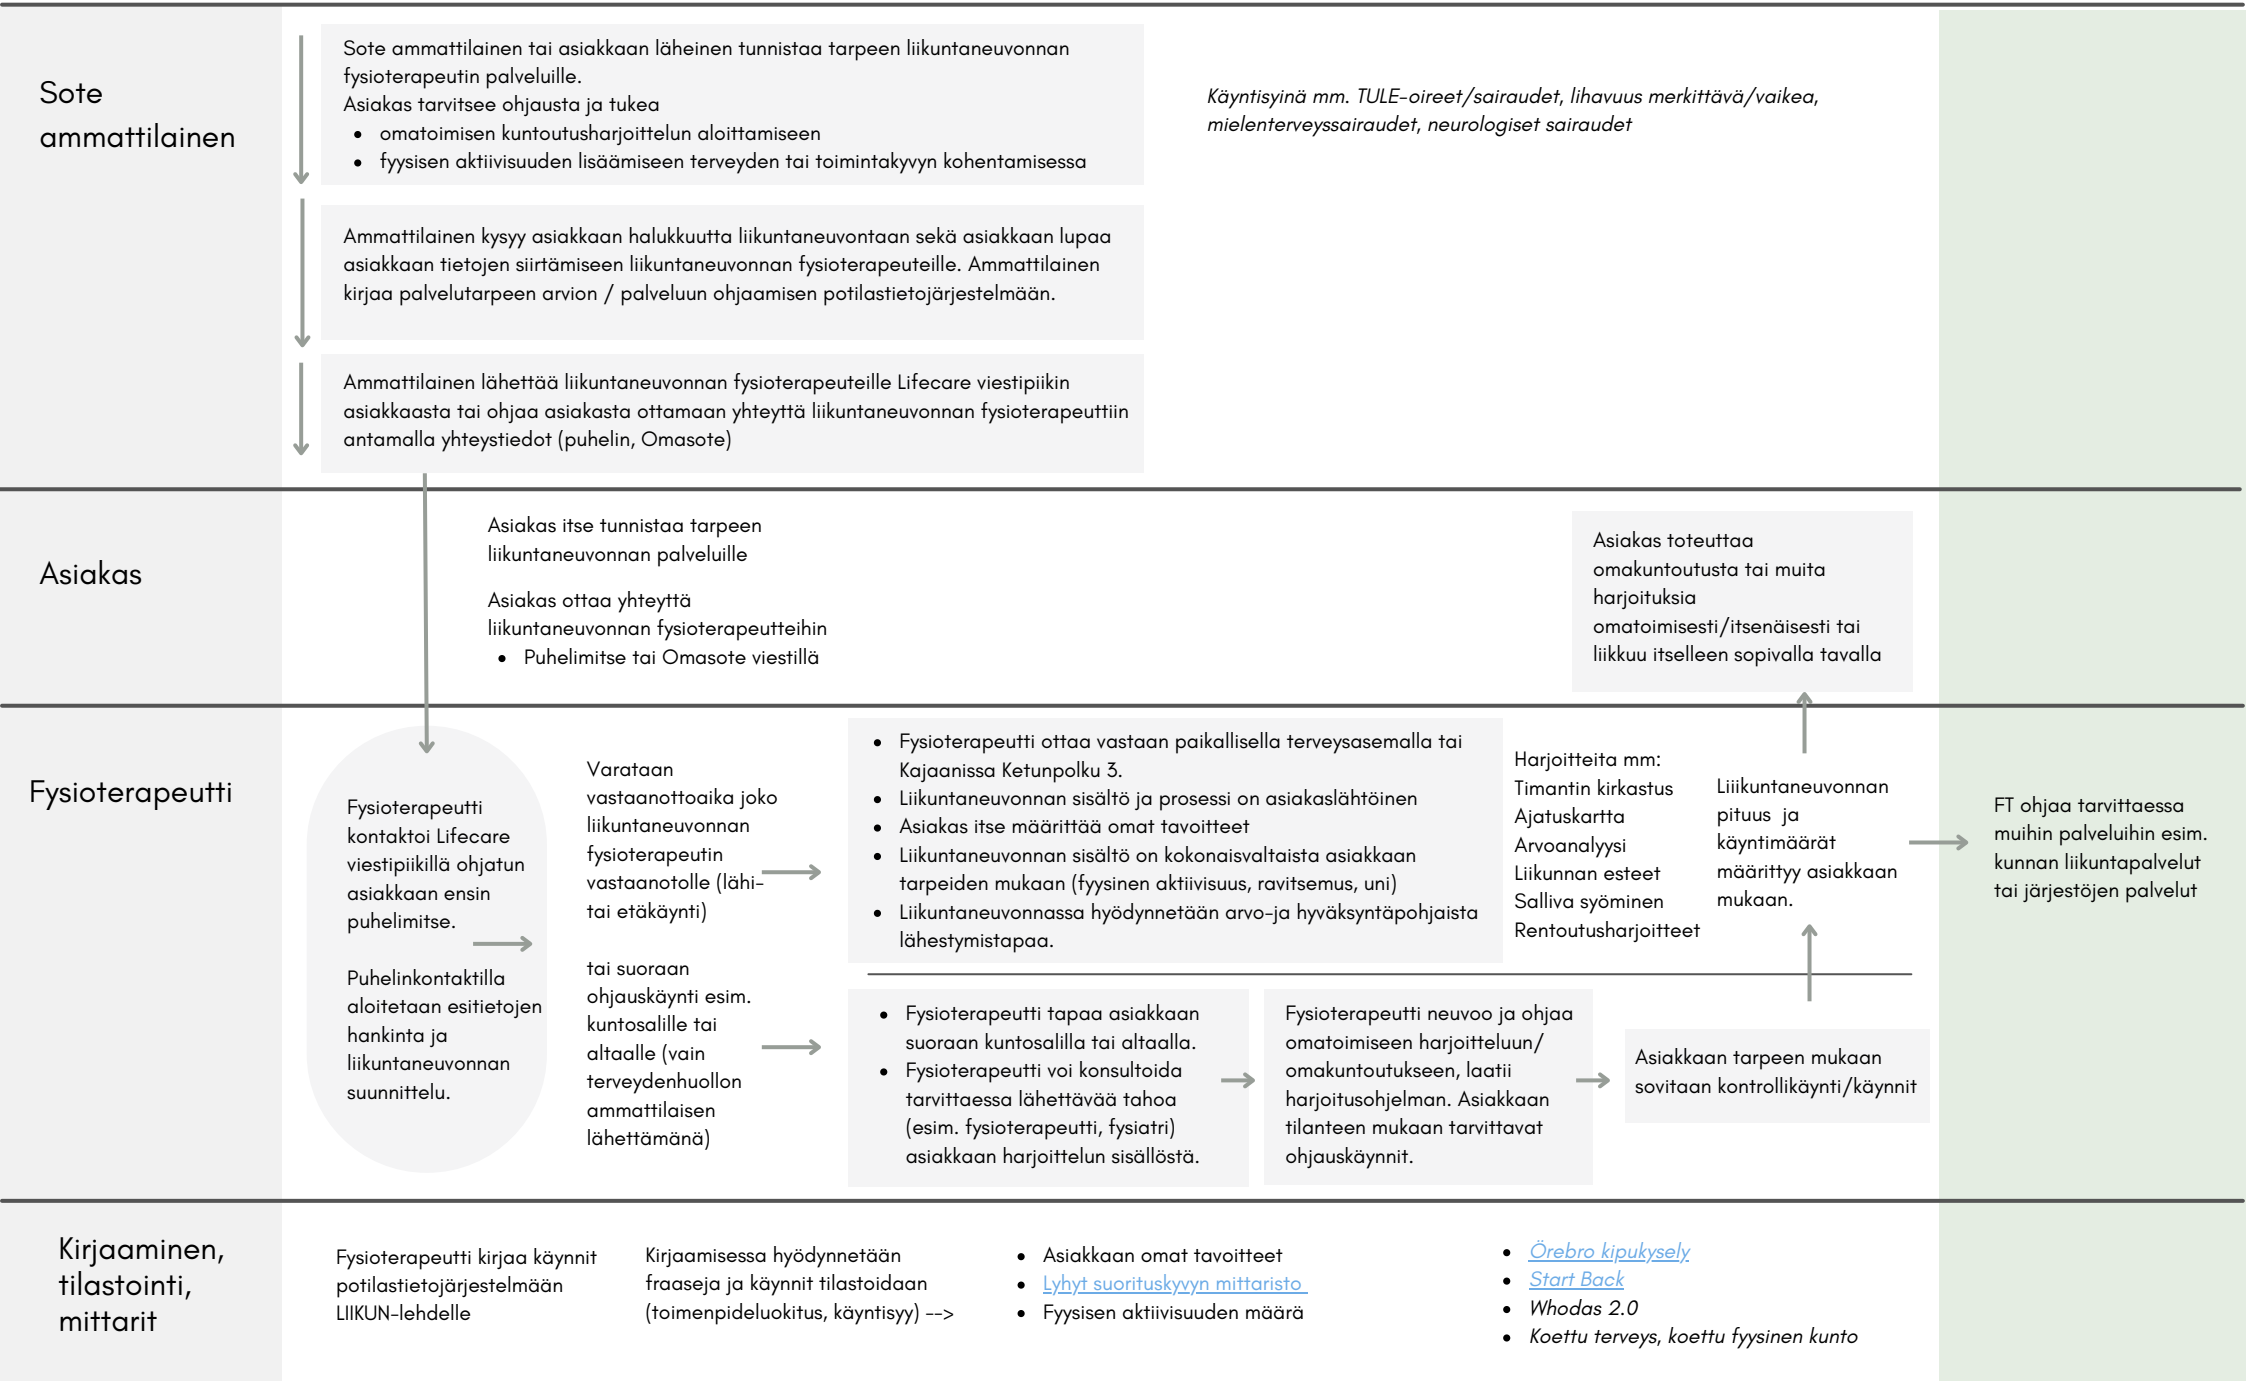 Sote
ammattilainen
Sote ammattilainen tai asiakkaan läheinen tunnistaa tarpeen liikuntaneuvonnan
fysioterapeutin palveluille.
Asiakas tarvitsee ohjausta ja tukea
• omatoimisen kuntoutusharjoittelun aloittamiseen
• fyysisen aktiivisuuden lisäämiseen terveyden tai toimintakyvyn kohentamisessa
Käyntisyinä mm. TULE-oireet/sairaudet, lihavuus merkittävä/vaikea,
mielenterveyssairaudet, neurologiset sairaudet
Ammattilainen kysyy asiakkaan halukkuutta liikuntaneuvontaan sekä asiakkaan lupaa
asiakkaan tietojen siirtämiseen liikuntaneuvonnan fysioterapeuteille. Ammattilainen
kirjaa palvelutarpeen arvion / palveluun ohjaamisen potilastietojärjestelmään.
Ammattilainen lähettää liikuntaneuvonnan fysioterapeuteille Lifecare viestipiikin
asiakkaasta tai ohjaa asiakasta ottamaan yhteyttä liikuntaneuvonnan fysioterapeuttiin
antamalla yhteystiedot (puhelin, Omasote)
Asiakas
Asiakas itse tunnistaa tarpeen
liikuntaneuvonnan palveluille
Asiakas ottaa yhteyttä
liikuntaneuvonnan fysioterapeutteihin
• Puhelimitse tai Omasote viestillä
Asiakas toteuttaa
omakuntoutusta tai muita
harjoituksia
omatoimisesti/itsenäisesti tai
liikkuu itselleen sopivalla tavalla
Fysioterapeutti
Fysioterapeutti
kontaktoi Lifecare
viestipiikillä ohjatun
asiakkaan ensin
puhelimitse.
Puhelinkontaktilla
aloitetaan esitietojen
hankinta ja
liikuntaneuvonnan
suunnittelu.
Varataan
vastaanottoaika joko
liikuntaneuvonnan
fysioterapeutin
vastaanotolle (lähi-
tai etäkäynti)
tai suoraan
ohjauskäynti esim.
kuntosalille tai
altaalle (vain
terveydenhuollon
ammattilaisen
lähettämänä)
• Fysioterapeutti ottaa vastaan paikallisella terveysasemalla tai
Kajaanissa Ketunpolku 3.
• Liikuntaneuvonnan sisältö ja prosessi on asiakaslähtöinen
• Asiakas itse määrittää omat tavoitteet
• Liikuntaneuvonnan sisältö on kokonaisvaltaista asiakkaan
tarpeiden mukaan (fyysinen aktiivisuus, ravitsemus, uni)
• Liikuntaneuvonnassa hyödynnetään arvo-ja hyväksyntäpohjaista
lähestymistapaa.
Harjoitteita mm:
Timantin kirkastus
Ajatuskartta
Arvoanalyysi
Liikunnan esteet
Salliva syöminen
Rentoutusharjoitteet
Liiikuntaneuvonnan
pituus ja
käyntimäärät
määrittyy asiakkaan
mukaan.
FT ohjaa tarvittaessa
muihin palveluihin esim.
kunnan liikuntapalvelut
tai järjestöjen palvelut
• Fysioterapeutti tapaa asiakkaan
suoraan kuntosalilla tai altaalla.
• Fysioterapeutti voi konsultoida
tarvittaessa lähettävää tahoa
(esim. fysioterapeutti, fysiatri)
asiakkaan harjoittelun sisällöstä.
Fysioterapeutti neuvoo ja ohjaa
omatoimiseen harjoitteluun/
omakuntoutukseen, laatii
harjoitusohjelman. Asiakkaan
tilanteen mukaan tarvittavat
ohjauskäynnit.
Asiakkaan tarpeen mukaan
sovitaan kontrollikäynti/käynnit
Kirjaaminen,
tilastointi,
mittarit
Fysioterapeutti kirjaa käynnit
potilastietojärjestelmään
LIIKUN-lehdelle
Kirjaamisessa hyödynnetään
fraaseja ja käynnit tilastoidaan
(toimenpideluokitus, käyntisyy) -->
• Asiakkaan omat tavoitteet
• Lyhyt suorituskyvyn mittaristo
• Fyysisen aktiivisuuden määrä
• Örebro kipukysely
• Start Back
• Whodas 2.0
• Koettu terveys, koettu fyysinen kunto